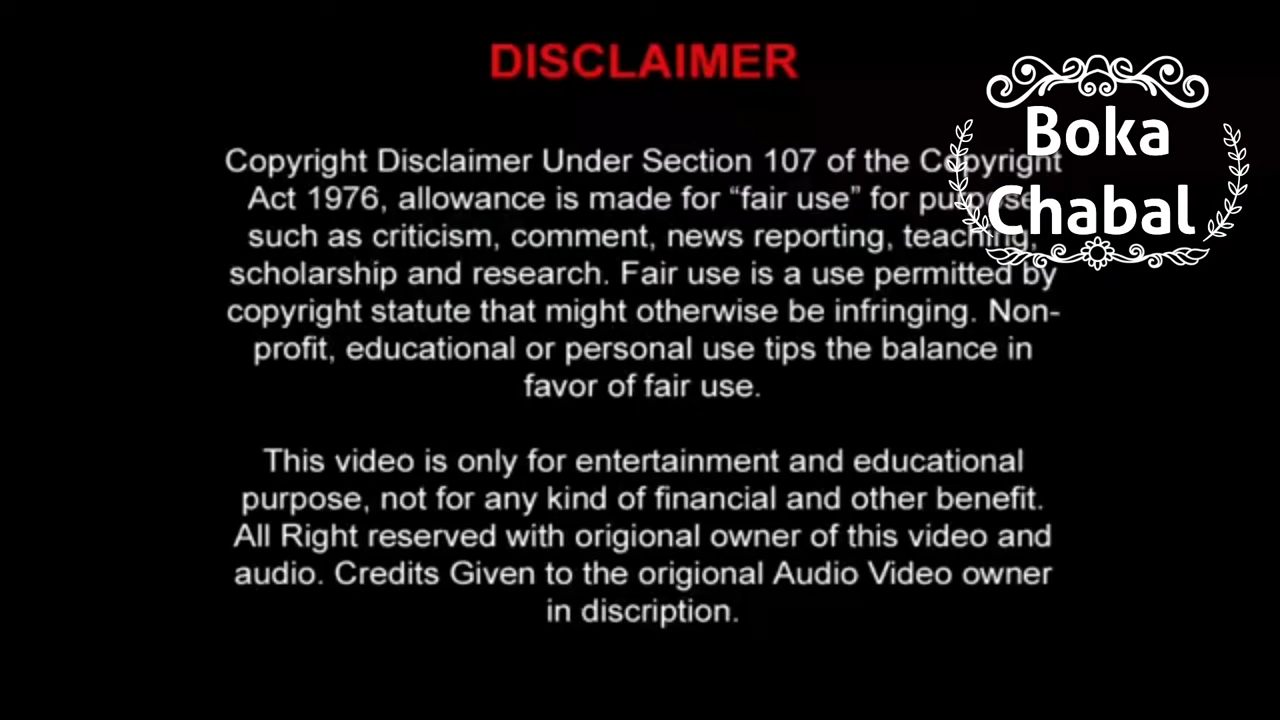 DISCLAIMER
Boka
Chabal
Copyright Disclaimer Under Section 107 of the Copyright
Act 1976, allowance is made for “fair use” for purpose
such as criticism, comment, news reporting, teaching,
scholarship and research. Fair use is a use permitted by
copyright statute that might otherwise be infringing. Non-
profit, educational or personal use tips the balance in
favor of fair use.
This video is only for entertainment and educational
purpose, not for any kind of financial and other benefit.
All Right reserved with origional owner of this video and
audio. Credits Given to the origional Audio Video owner
in discription.